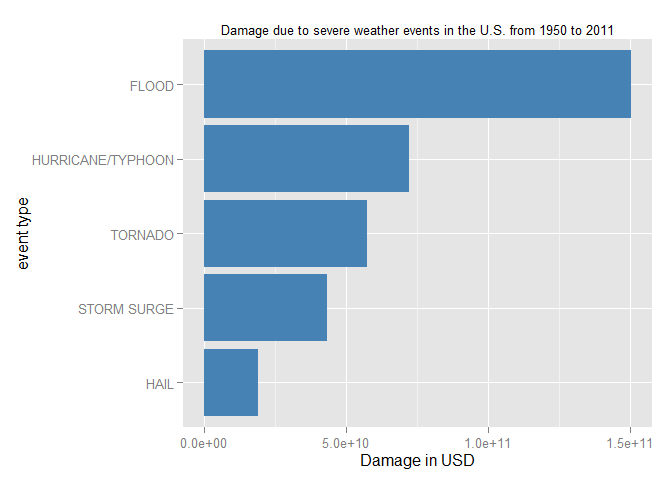 Damage due to severe weather events in the U.S. from 1950 to 2011
event type
FLOOD
HURRICANE/TYPHOON
TORNADO
STORM SURGE
HAIL
0.0e+00 5.0e+10 1.0e+11 1.5e+11
Damage in USD